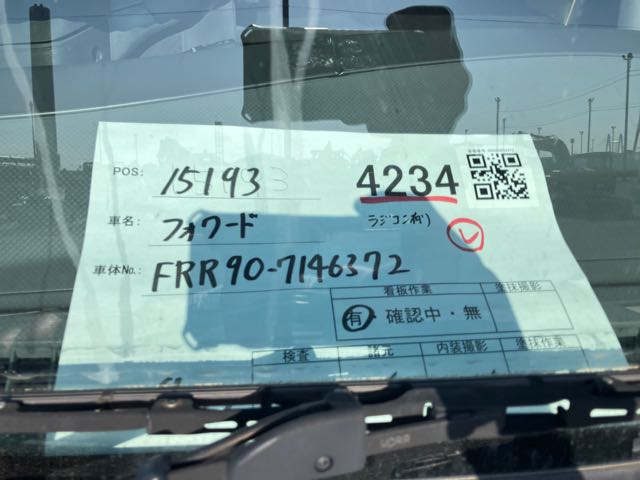 POS: 15193 4234
車名: フォワード ラジコン有り
車体No.: FRR90-7146372
看板作業 塗抹撮影
有・確認中・無
検査 諸元 内装撮影 塗抹作業